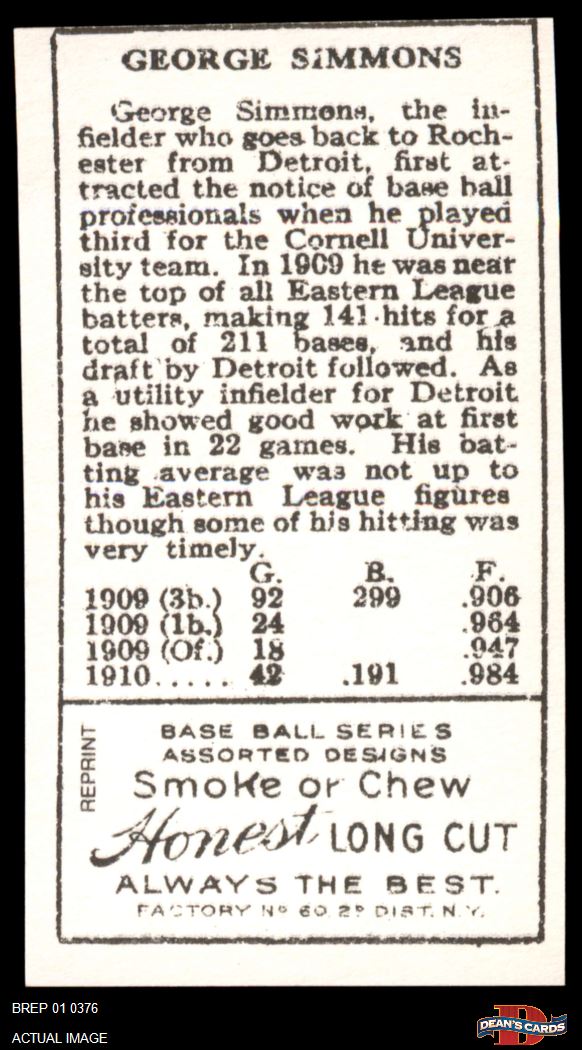 GEORGE SIMMONS
George Simmons, the in-
fielder who goes back to Roch-
ester from Detroit, first at-
tracted the notice of base ball
professionals when he played
third for the Cornell Univer-
sity team. In 1909 he was near
the top of all Eastern League
batters, making 141 hits for a
total of 211 bases, and his
draft by Detroit followed. As
a utility infielder for Detroit
he showed good work at first
base in 22 games. His bat-
ting average was not up to
his Eastern League figures
though some of his hitting was
very timely.
G. B. F.
1909 (3b.) 92 299 .906
1909 (1b.) 24 .964
1909 (Of.) 18 .947
1910..... 42 .191 .984
REPRINT
BASE BALL SERIES
ASSORTED DESIGNS
Smoke or Chew
Honest LONG CUT
ALWAYS THE BEST.
FACTORY Nº 60, 2º DIST. N.Y.
BREP 01 0376
ACTUAL IMAGE
D
DEAN'S CARDS